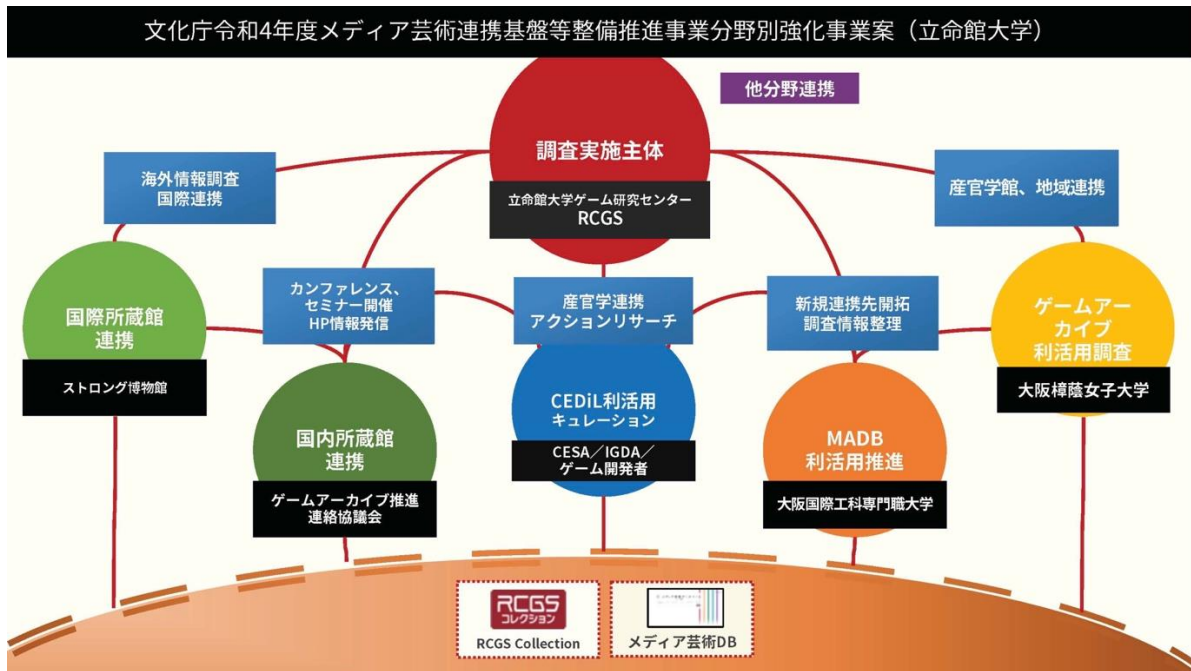 文化庁令和4年度メディア芸術連携基盤等整備推進事業分野別強化事業案（立命館大学）
他分野連携
調査実施主体
立命館大学ゲーム研究センター
RCGS
海外情報調査
国際連携
産官学館、地域連携
国際所蔵館
連携
ストロング博物館
カンファレンス、
セミナー開催
HP情報発信
産官学連携
アクションリサーチ
新規連携先開拓
調査情報整理
ゲームアー
カイブ
利活用調査
大阪樟蔭女子大学
国内所蔵館
連携
ゲームアーカイブ推進
連絡協議会
CEDiL利活用
キュレーション
CESA／IGDA／
ゲーム開発者
MADB
利活用推進
大阪国際工科専門職大学
RCGS
コレクション
RCGS Collection
メディア芸術DB